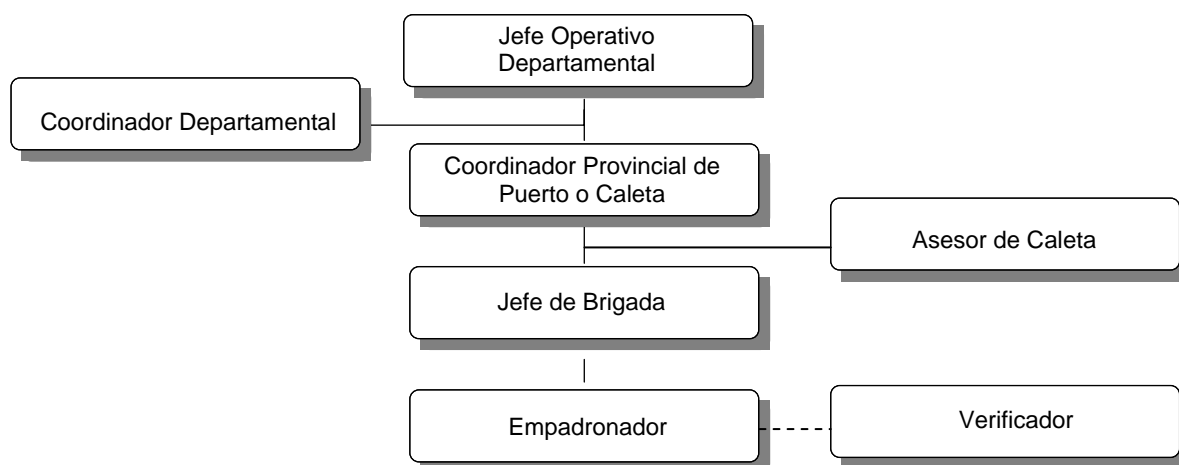 Jefe Operativo
Departamental
Coordinador Departamental
Coordinador Provincial de
Puerto o Caleta
Asesor de Caleta
Jefe de Brigada
Empadronador
Verificador